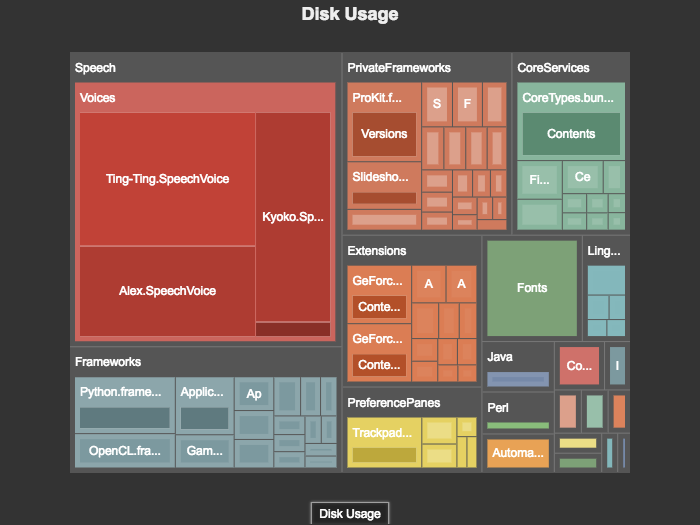 Disk Usage
Speech
Voices
Ting-Ting.SpeechVoice
Alex.SpeechVoice
Kyoko.Sp...
Frameworks
Python.frame...
OpenCL.fra...
Applic...
Gam...
Ap
PrivateFrameworks
ProKit.f...
Versions
Slidesho...
S
F
CoreServices
CoreTypes.bun...
Contents
Fi...
Ce
Extensions
GeForc...
Conte...
GeForc...
Conte...
A
A
PreferencePanes
Trackpad...
Fonts
Ling...
Java
Perl
Automa...
Co...
I
Disk Usage